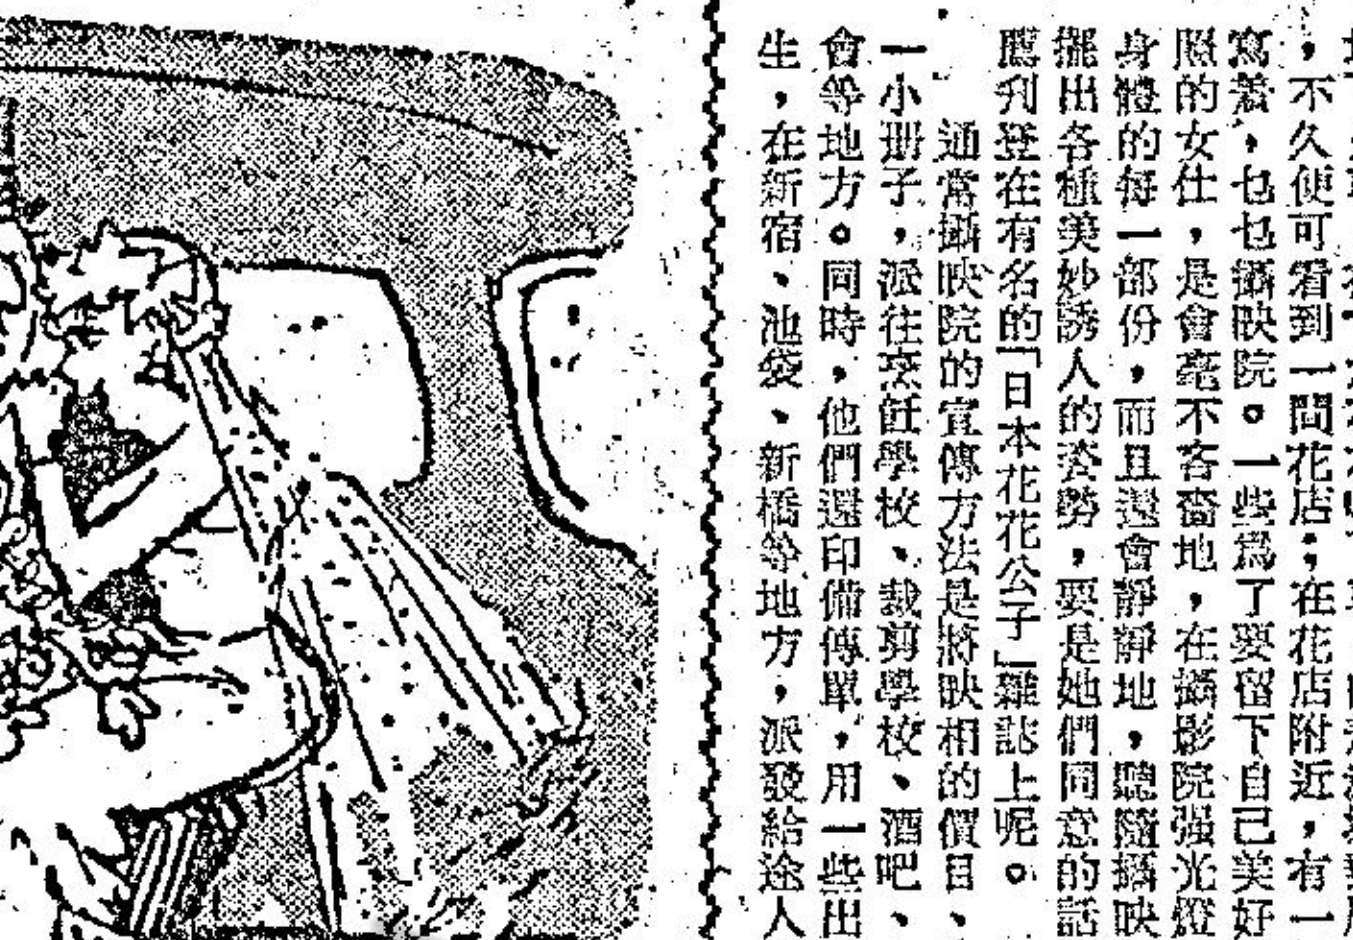 ，不久便可看到一間花店；在花店附近，有一
寫着，乜乜攝映院。一些爲了要留下自己美好
照的女仕，是會毫不吝嗇地，在攝影院强光燈
身體的每一部份，而且還會靜靜地，聽隨攝映
擺出各種美妙誘人的姿勢，要是她們同意的話
應刋登在有名的「日本花花公子」雜誌上呢。
通常攝映院的宣傳方法是將映相的價目、
一小册子，派往烹飪學校、裁剪學校、酒吧、
會等地方。同時，他們還印備傳單，用一些出
生，在新宿、池袋、新橋等地方，派發給途人